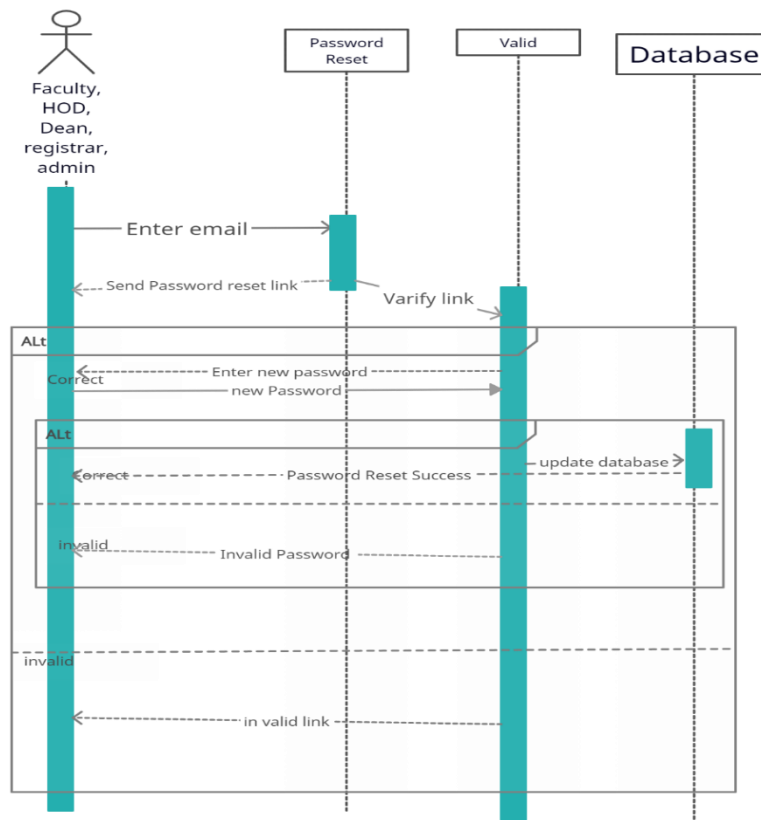 Password
Reset
Valid
Database
Faculty,
HOD,
Dean,
registrar,
admin
Enter email
Send Password reset link
Varify link
ALt
Enter new password
Correct
new Password
ALt
update database
Correct
Password Reset Success
invalid
Invalid Password
invalid
in valid link